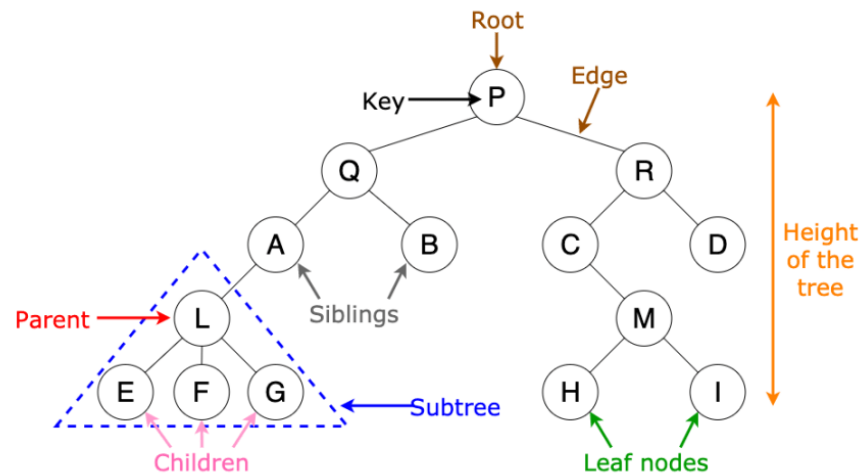 Root
Edge
Key
P
Q
R
A
B
C
D
Height
of the
tree
Siblings
Parent
L
M
E
F
G
H
I
Subtree
Children
Leaf nodes